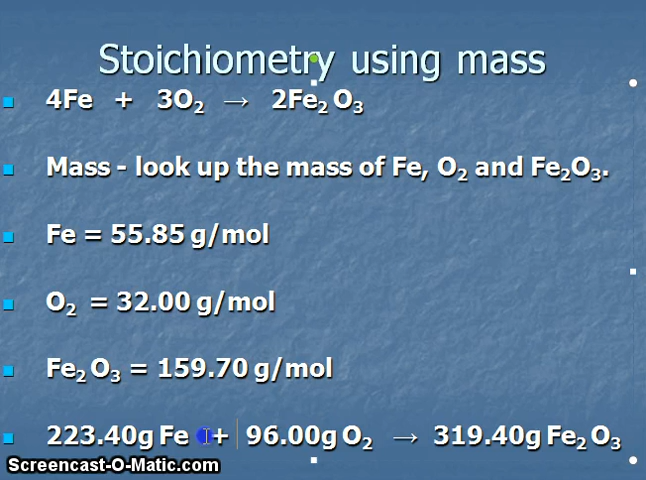 Stoichiometry using mass
4Fe + 3O₂ → 2Fe₂O₃
Mass - look up the mass of Fe, O₂ and Fe₂O₃.
Fe = 55.85 g/mol
O₂ = 32.00 g/mol
Fe₂O₃ = 159.70 g/mol
223.40g Fe + 96.00g O₂ → 319.40g Fe₂O₃
Screencast-O-Matic.com